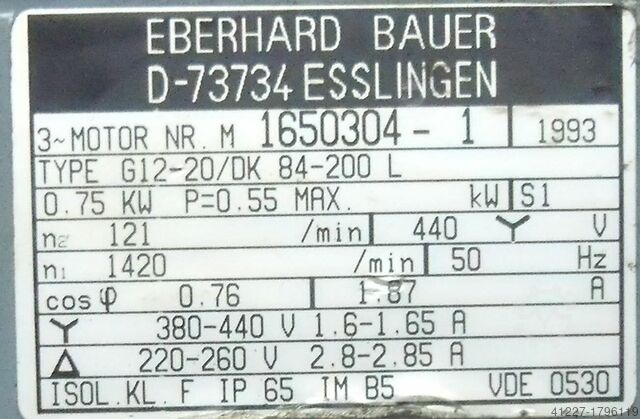 EBERHARD BAUER
D-73734 ESSLINGEN
3~MOTOR NR. M 1650304-1 1993
TYPE G12-20/DK 84-200 L
0.75 KW P=0.55 MAX. kW S1
n2 121 /min 440 Y V
n1 1420 /min 50 Hz
cos φ 0.76 1.87 A
Y 380-440 V 1.6-1.65 A
Δ 220-260 V 2.8-2.85 A
ISOL.KL. F IP 65 IM B5 VDE 0530